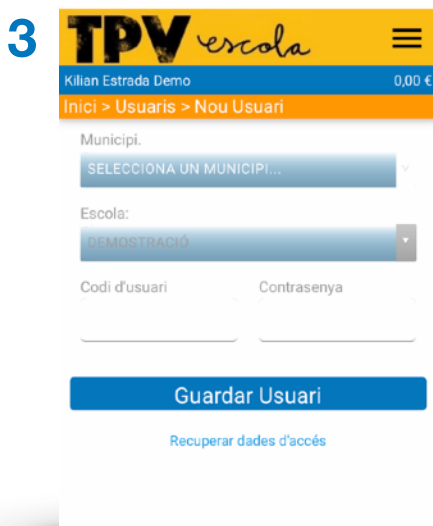 3
TPV escola
Kilian Estrada Demo 0,00 €
Inici > Usuaris > Nou Usuari
Municipi.
SELECCIONA UN MUNICIPI...
Escola:
DEMOSTRACIÓ
Codi d'usuari Contrasenya
Guardar Usuari
Recuperar dades d'accés